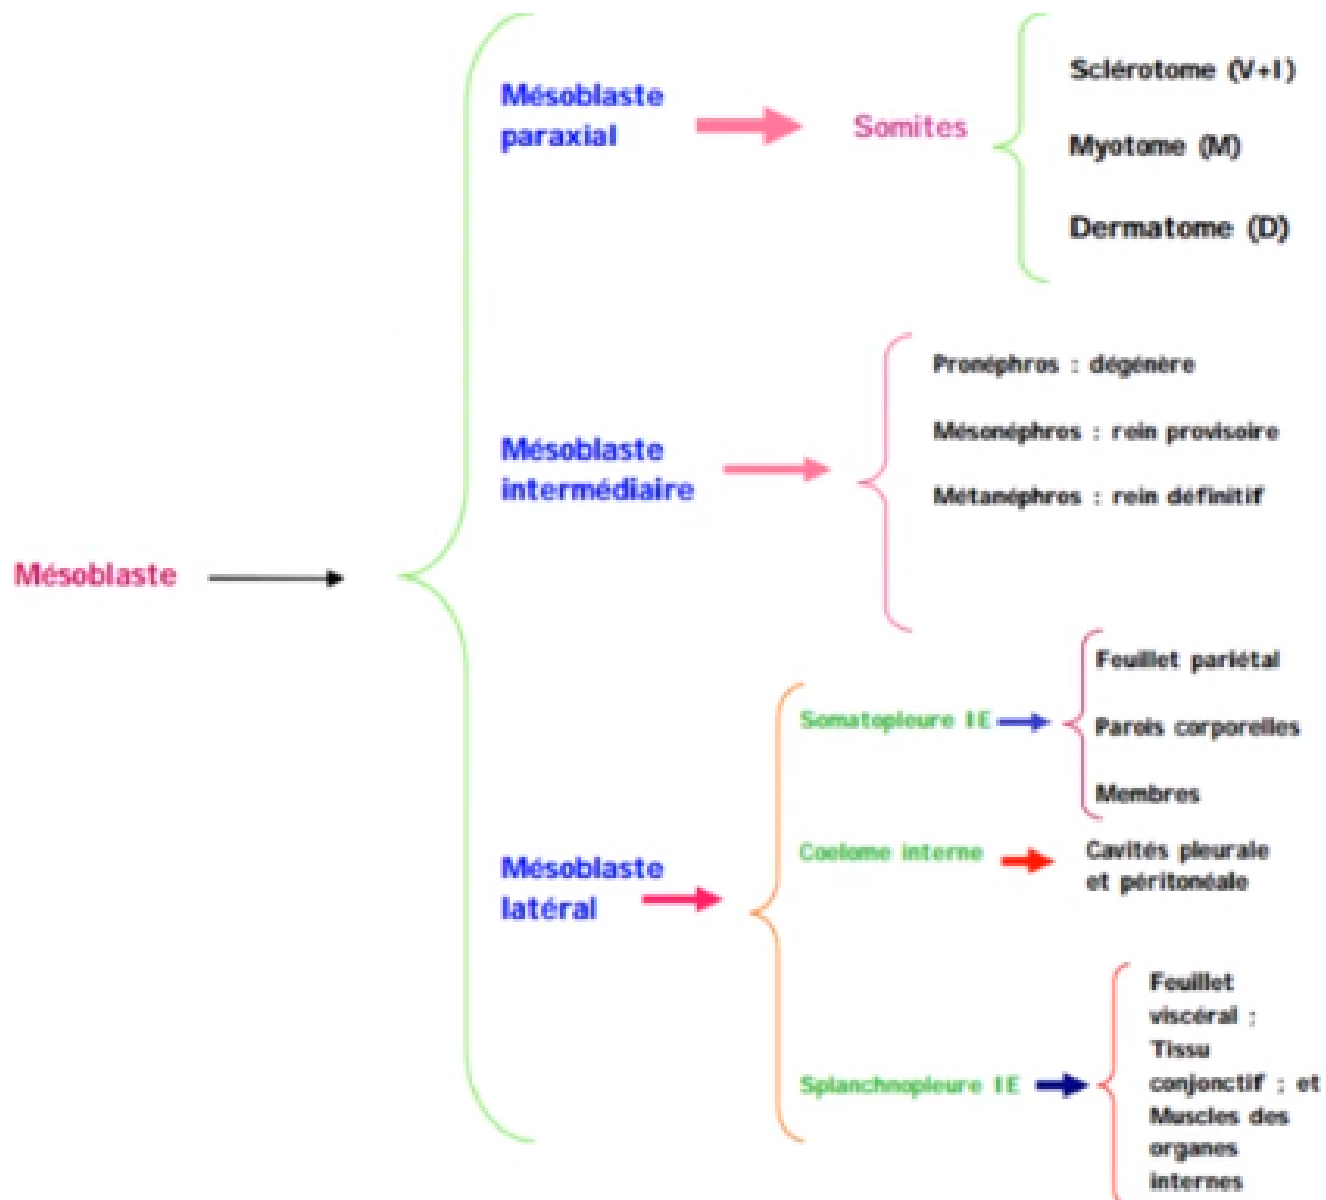 Mésoblaste
Mésoblaste
paraxial
Somites
Sclérotome (V+I)
Myotome (M)
Dermatome (D)
Mésoblaste
intermédiaire
Pronéphros : dégénère
Mésonéphros : rein provisoire
Métanéphros : rein définitif
Mésoblaste
latéral
Somatopleure IE
Feuillet pariétal
Parois corporelles
Membres
Coelome interne
Cavités pleurale
et péritonéale
Splanchnopleure IE
Feuillet
viscéral ;
Tissu
conjonctif ; et
Muscles des
organes
internes